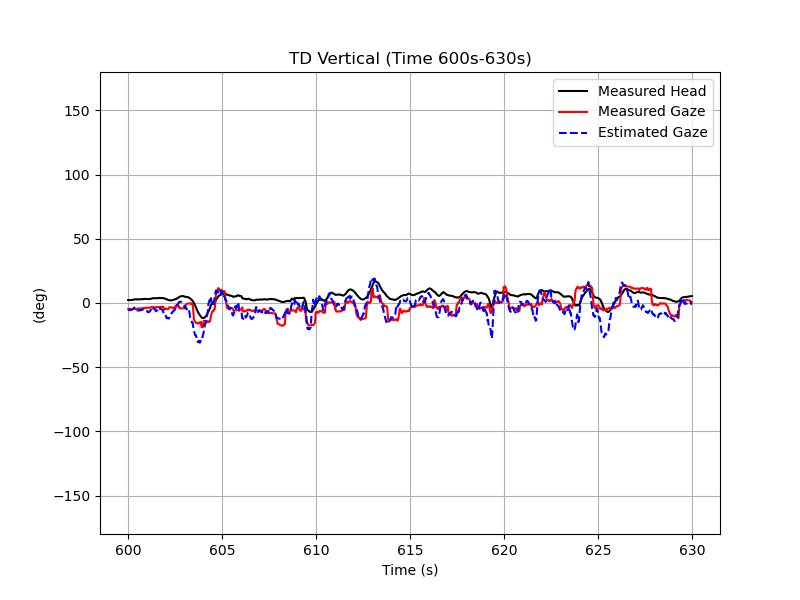 TD Vertical (Time 600s-630s)
Measured Head
Measured Gaze
Estimated Gaze
150
100
50
0
−50
−100
−150
(deg)
600 605 610 615 620 625 630
Time (s)